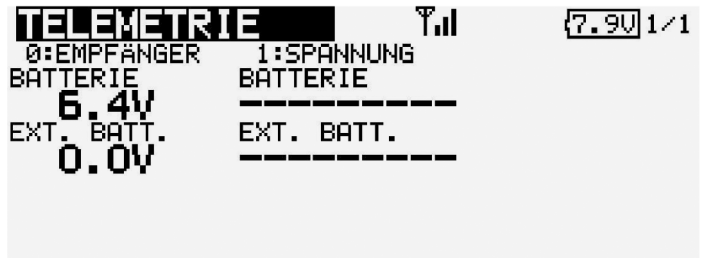 TELEMETRIE 7.9V 1/1
0:EMPFÄNGER 1:SPANNUNG
BATTERIE BATTERIE
6.4V ---------
EXT. BATT. EXT. BATT.
0.0V ---------